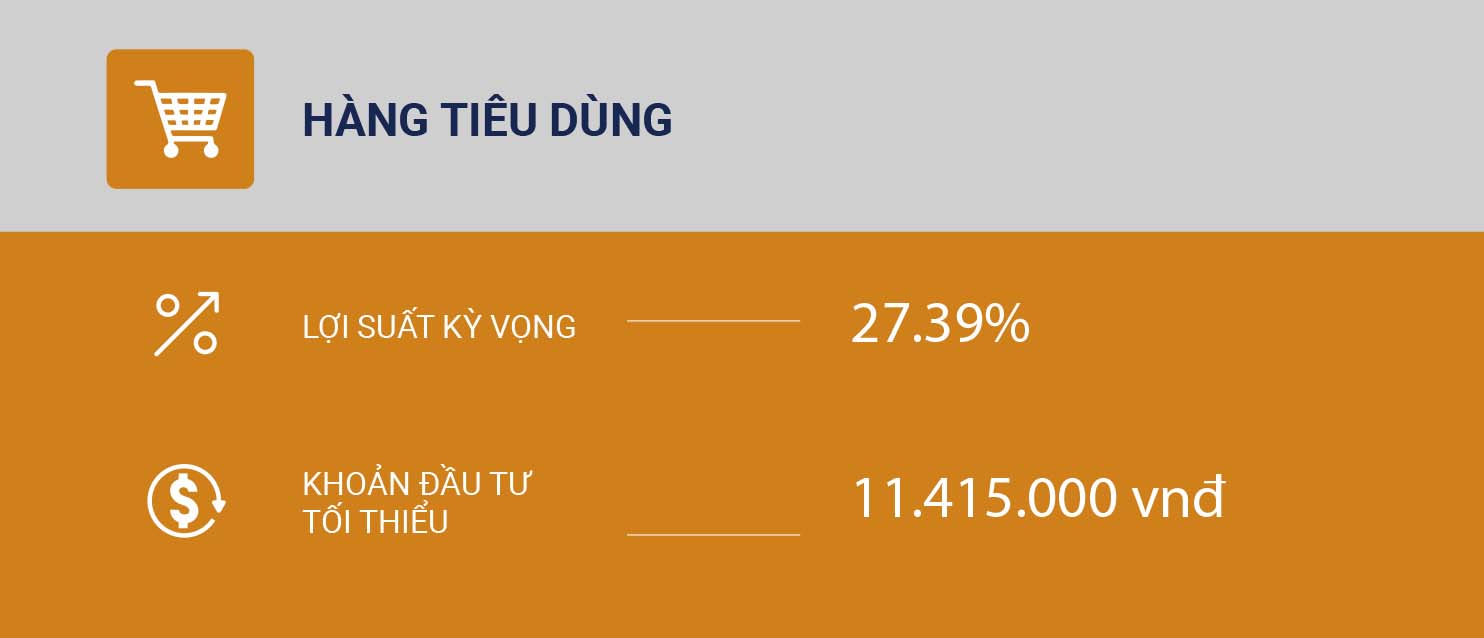 HÀNG TIÊU DÙNG
LỢI SUẤT KỲ VỌNG
27.39%
KHOẢN ĐẦU TƯ
TỐI THIỂU
11.415.000 vnđ